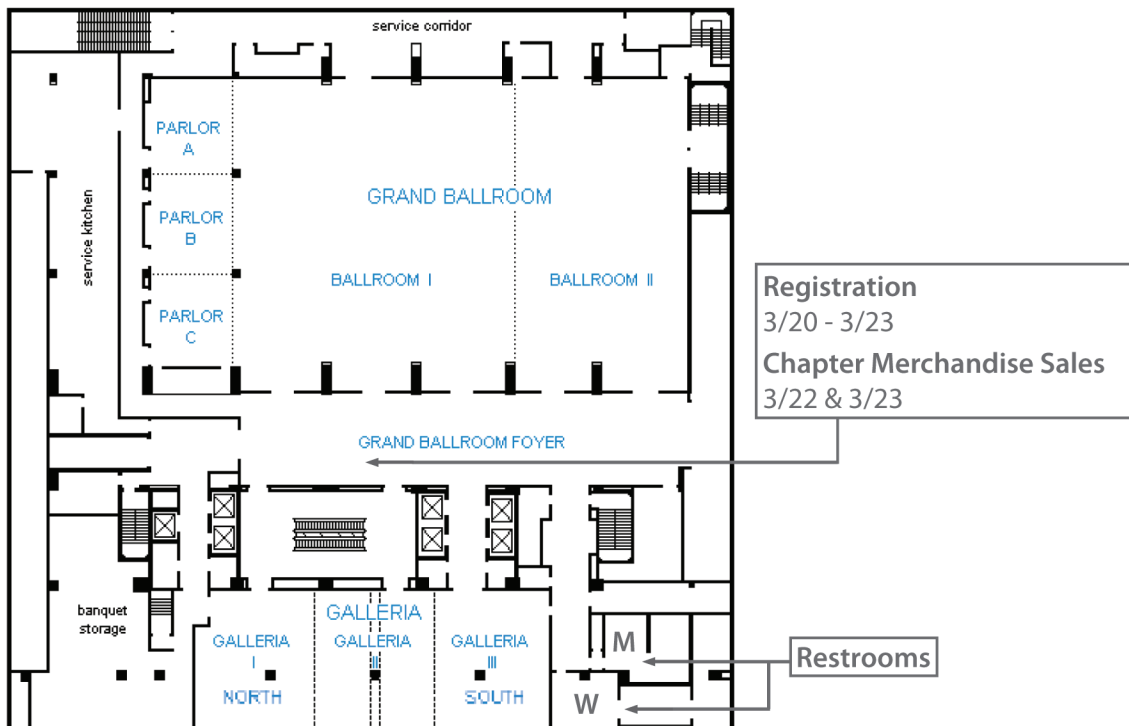 service corridor
PARLOR
A
GRAND BALLROOM
service kitchen
PARLOR
B
BALLROOM I
BALLROOM II
PARLOR
C
Registration
3/20 - 3/23
Chapter Merchandise Sales
3/22 & 3/23
GRAND BALLROOM FOYER
banquet
storage
GALLERIA
GALLERIA
I
NORTH
GALLERIA
II
GALLERIA
III
SOUTH
M
W
Restrooms